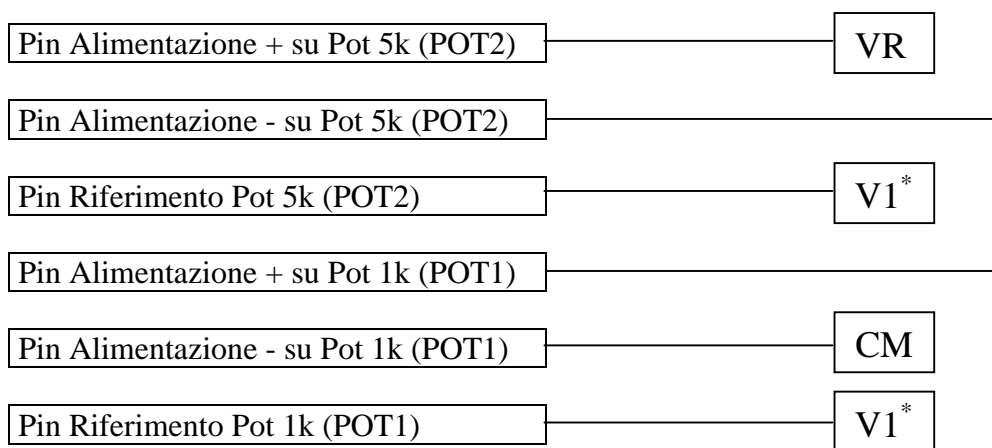 Pin Alimentazione + su Pot 5k (POT2) VR
Pin Alimentazione - su Pot 5k (POT2)
Pin Riferimento Pot 5k (POT2) V1*
Pin Alimentazione + su Pot 1k (POT1)
Pin Alimentazione - su Pot 1k (POT1) CM
Pin Riferimento Pot 1k (POT1) V1*